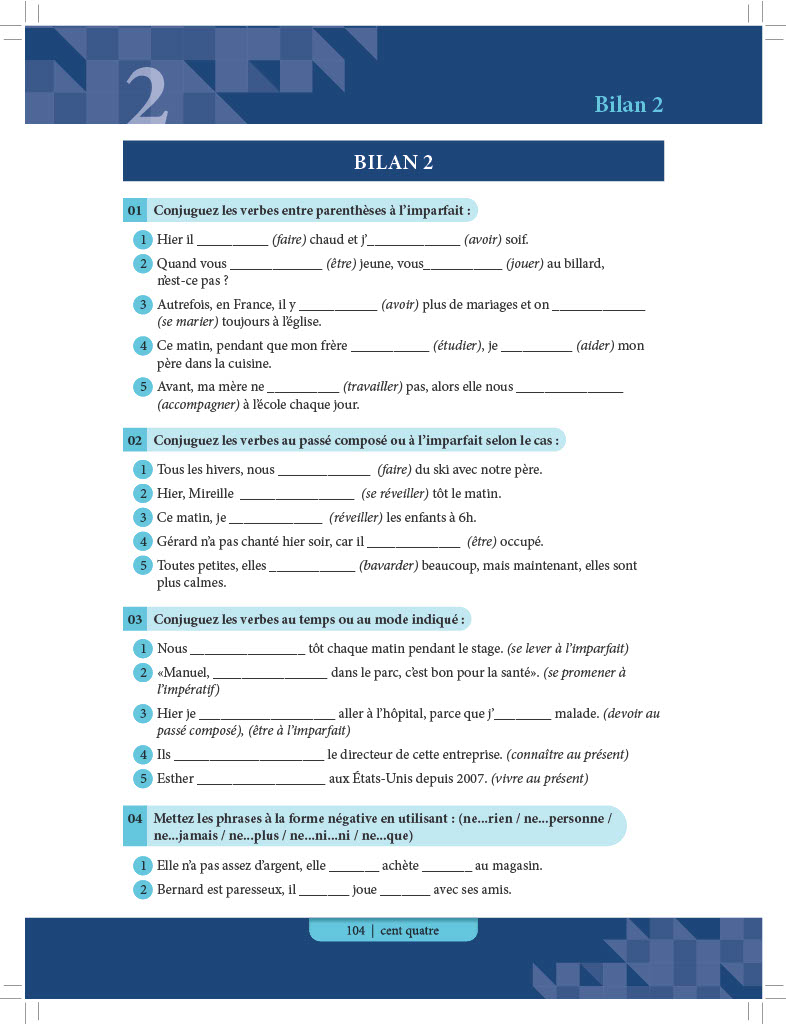 2
Bilan 2
BILAN 2
01 Conjuguez les verbes entre parenthèses à l’imparfait :
1 Hier il __________ (faire) chaud et j’_____________ (avoir) soif.
2 Quand vous _____________ (être) jeune, vous___________ (jouer) au billard,
n’est-ce pas ?
3 Autrefois, en France, il y ___________ (avoir) plus de mariages et on _____________
(se marier) toujours à l’église.
4 Ce matin, pendant que mon frère ___________ (étudier), je __________ (aider) mon
père dans la cuisine.
5 Avant, ma mère ne __________ (travailler) pas, alors elle nous _______________
(accompagner) à l’école chaque jour.
02 Conjuguez les verbes au passé composé ou à l’imparfait selon le cas :
1 Tous les hivers, nous _____________ (faire) du ski avec notre père.
2 Hier, Mireille ________________ (se réveiller) tôt le matin.
3 Ce matin, je _____________ (réveiller) les enfants à 6h.
4 Gérard n’a pas chanté hier soir, car il _____________ (être) occupé.
5 Toutes petites, elles ____________ (bavarder) beaucoup, mais maintenant, elles sont
plus calmes.
03 Conjuguez les verbes au temps ou au mode indiqué :
1 Nous ________________ tôt chaque matin pendant le stage. (se lever à l’imparfait)
2 «Manuel, ________________ dans le parc, c’est bon pour la santé». (se promener à
l’impératif)
3 Hier je ___________________ aller à l’hôpital, parce que j’________ malade. (devoir au
passé composé), (être à l’imparfait)
4 Ils _____________________ le directeur de cette entreprise. (connaître au présent)
5 Esther __________________ aux États-Unis depuis 2007. (vivre au présent)
04 Mettez les phrases à la forme négative en utilisant : (ne...rien / ne...personne /
ne...jamais / ne...plus / ne...ni...ni / ne...que)
1 Elle n’a pas assez d’argent, elle _______ achète _______ au magasin.
2 Bernard est paresseux, il _______ joue _______ avec ses amis.
104 | cent quatre